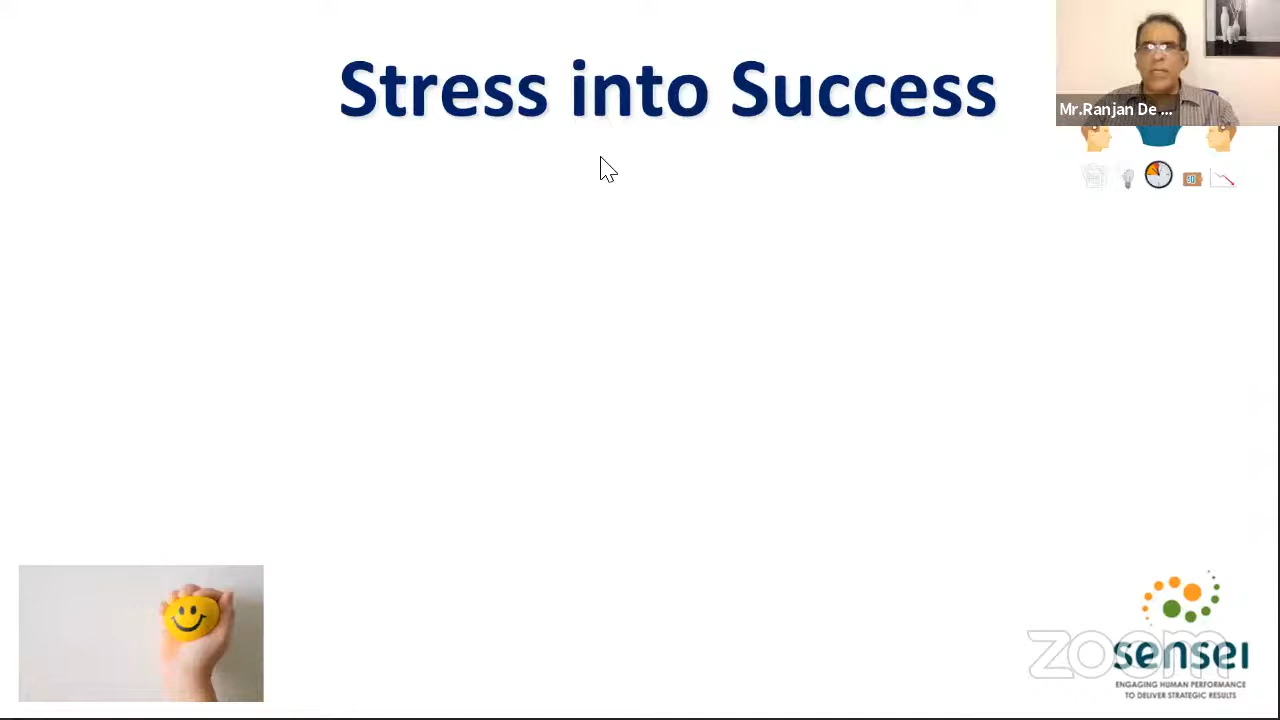 Stress into Success
Mr.Ranjan De ...
zoom
sensei
ENGAGING HUMAN PERFORMANCE
TO DELIVER STRATEGIC RESULTS